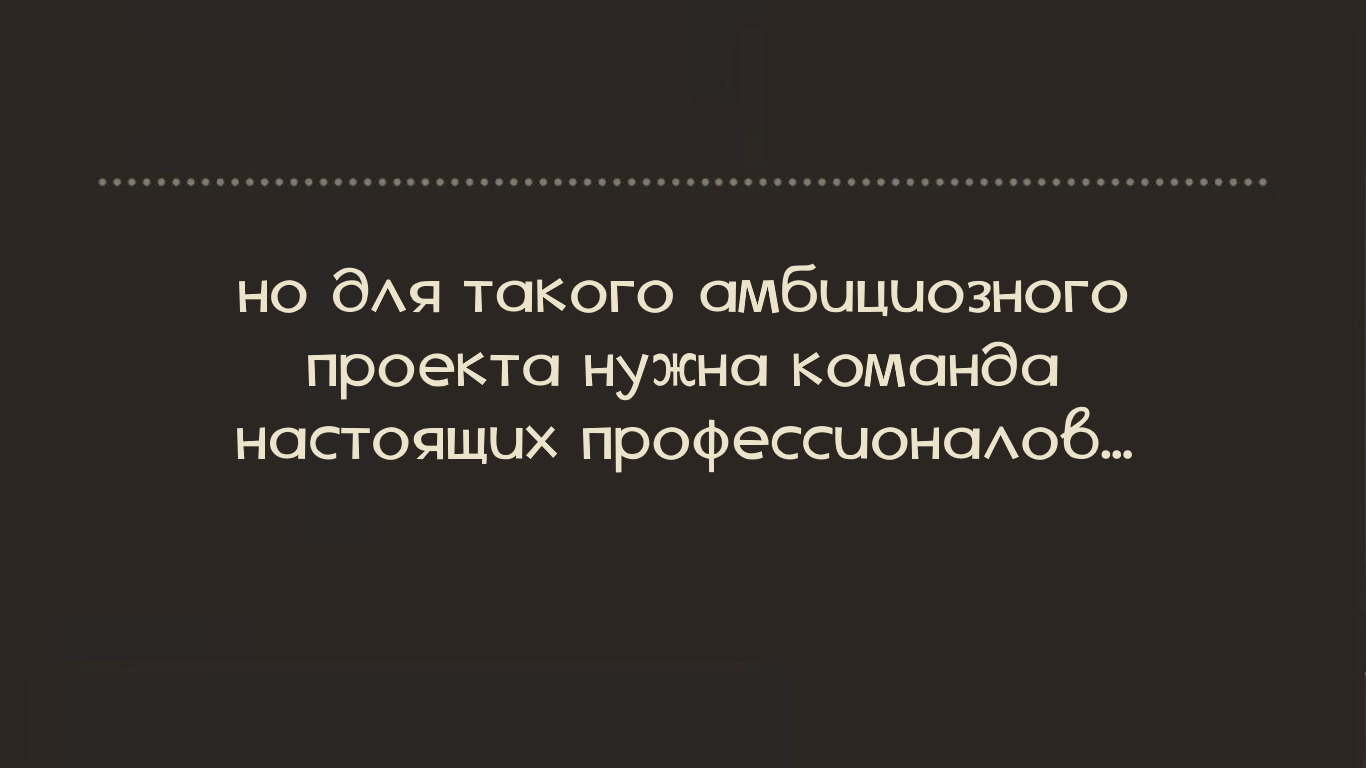 но для такого амбициозного
проекта нужна команда
настоящих профессионалов...